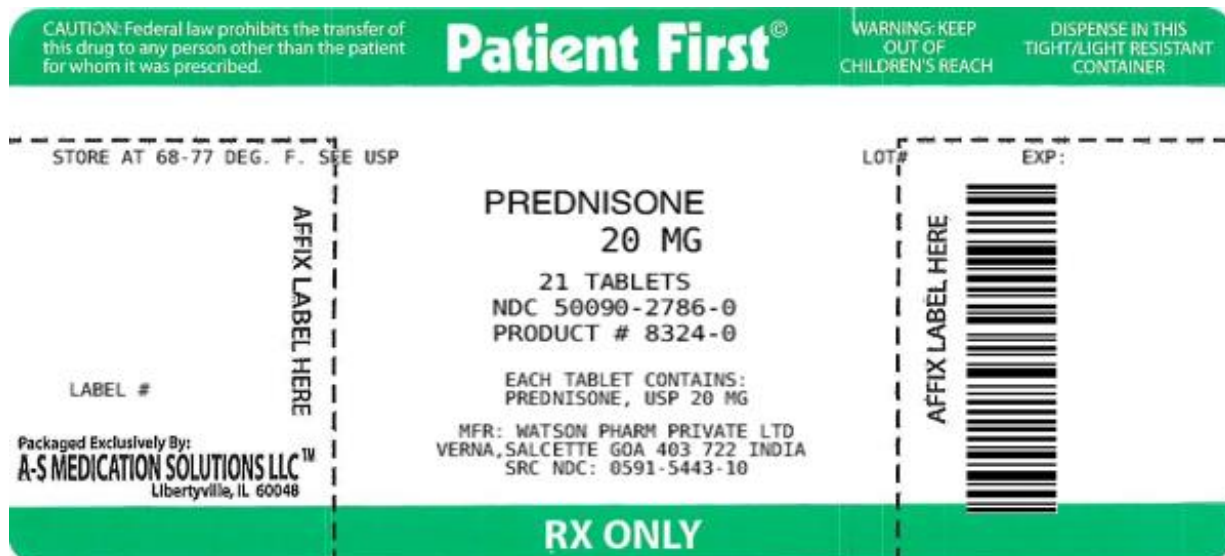 CAUTION: Federal law prohibits the transfer of
this drug to any person other than the patient
for whom it was prescribed.
Patient First©
WARNING: KEEP
OUT OF
CHILDREN'S REACH
DISPENSE IN THIS
TIGHT/LIGHT RESISTANT
CONTAINER
STORE AT 68-77 DEG. F. SEE USP
LOT#
EXP:
AFFIX LABEL HERE
LABEL #
Packaged Exclusively By:
A-S MEDICATION SOLUTIONS LLC™
Libertyville, IL 60048
PREDNISONE
20 MG
21 TABLETS
NDC 50090-2786-0
PRODUCT # 8324-0
EACH TABLET CONTAINS:
PREDNISONE, USP 20 MG
MFR: WATSON PHARM PRIVATE LTD
VERNA,SALCETTE GOA 403 722 INDIA
SRC NDC: 0591-5443-10
AFFIX LABEL HERE
RX ONLY